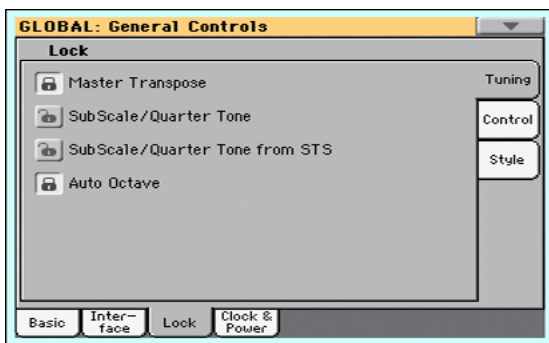 GLOBAL: General Controls
Lock
Master Transpose
SubScale/Quarter Tone
SubScale/Quarter Tone from STS
Auto Octave
Tuning
Control
Style
Basic
Inter-
face
Lock
Clock &
Power